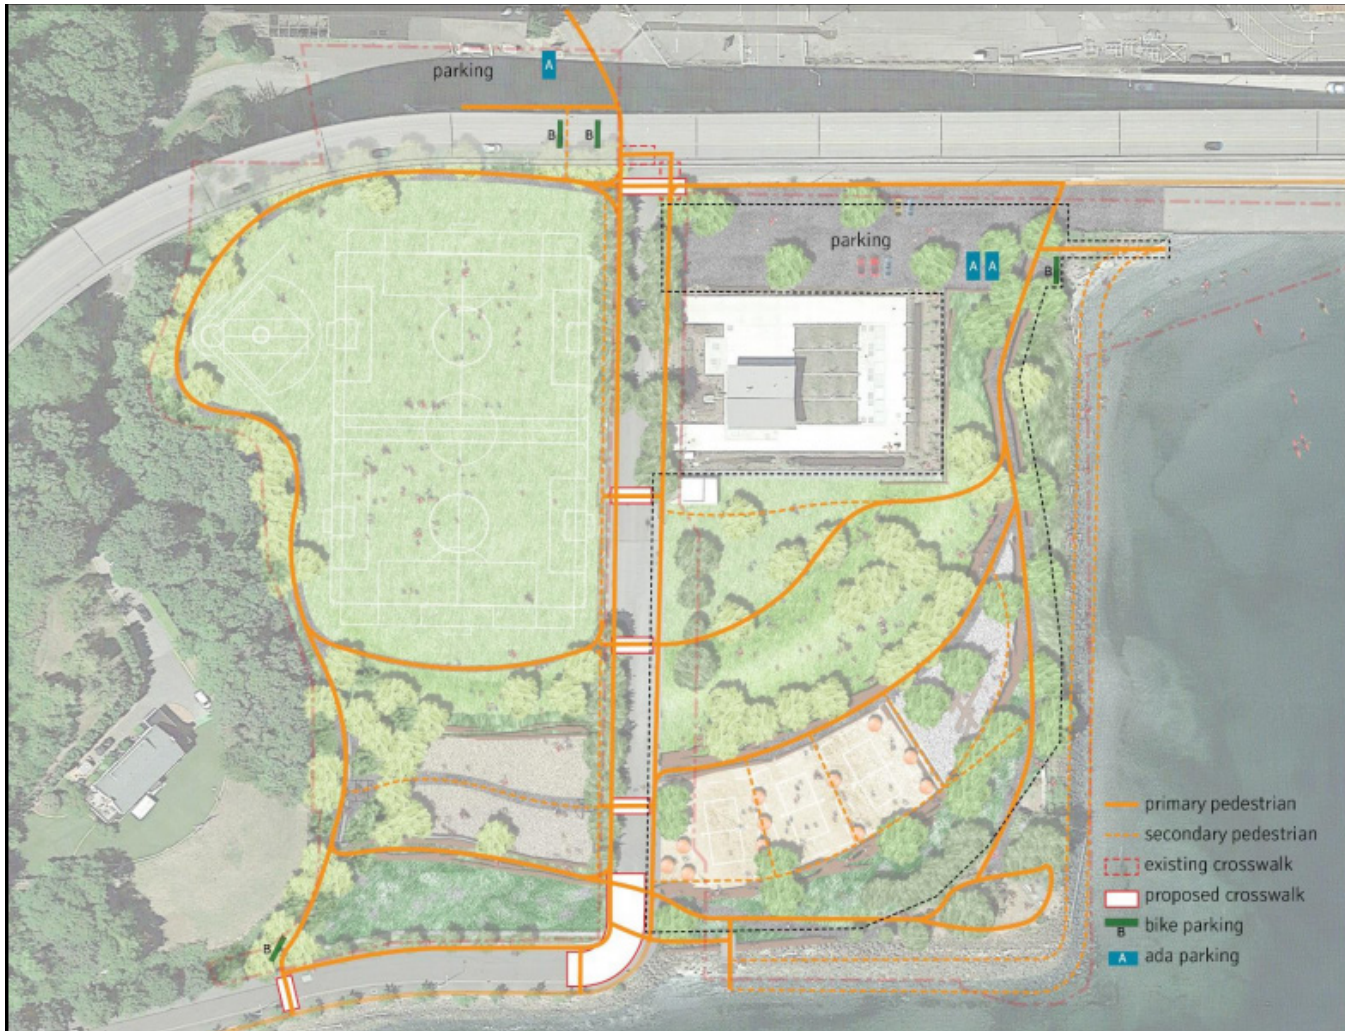 parking
A
B
B
parking
A
A
B
B
primary pedestrian
secondary pedestrian
existing crosswalk
proposed crosswalk
B
bike parking
A
ada parking